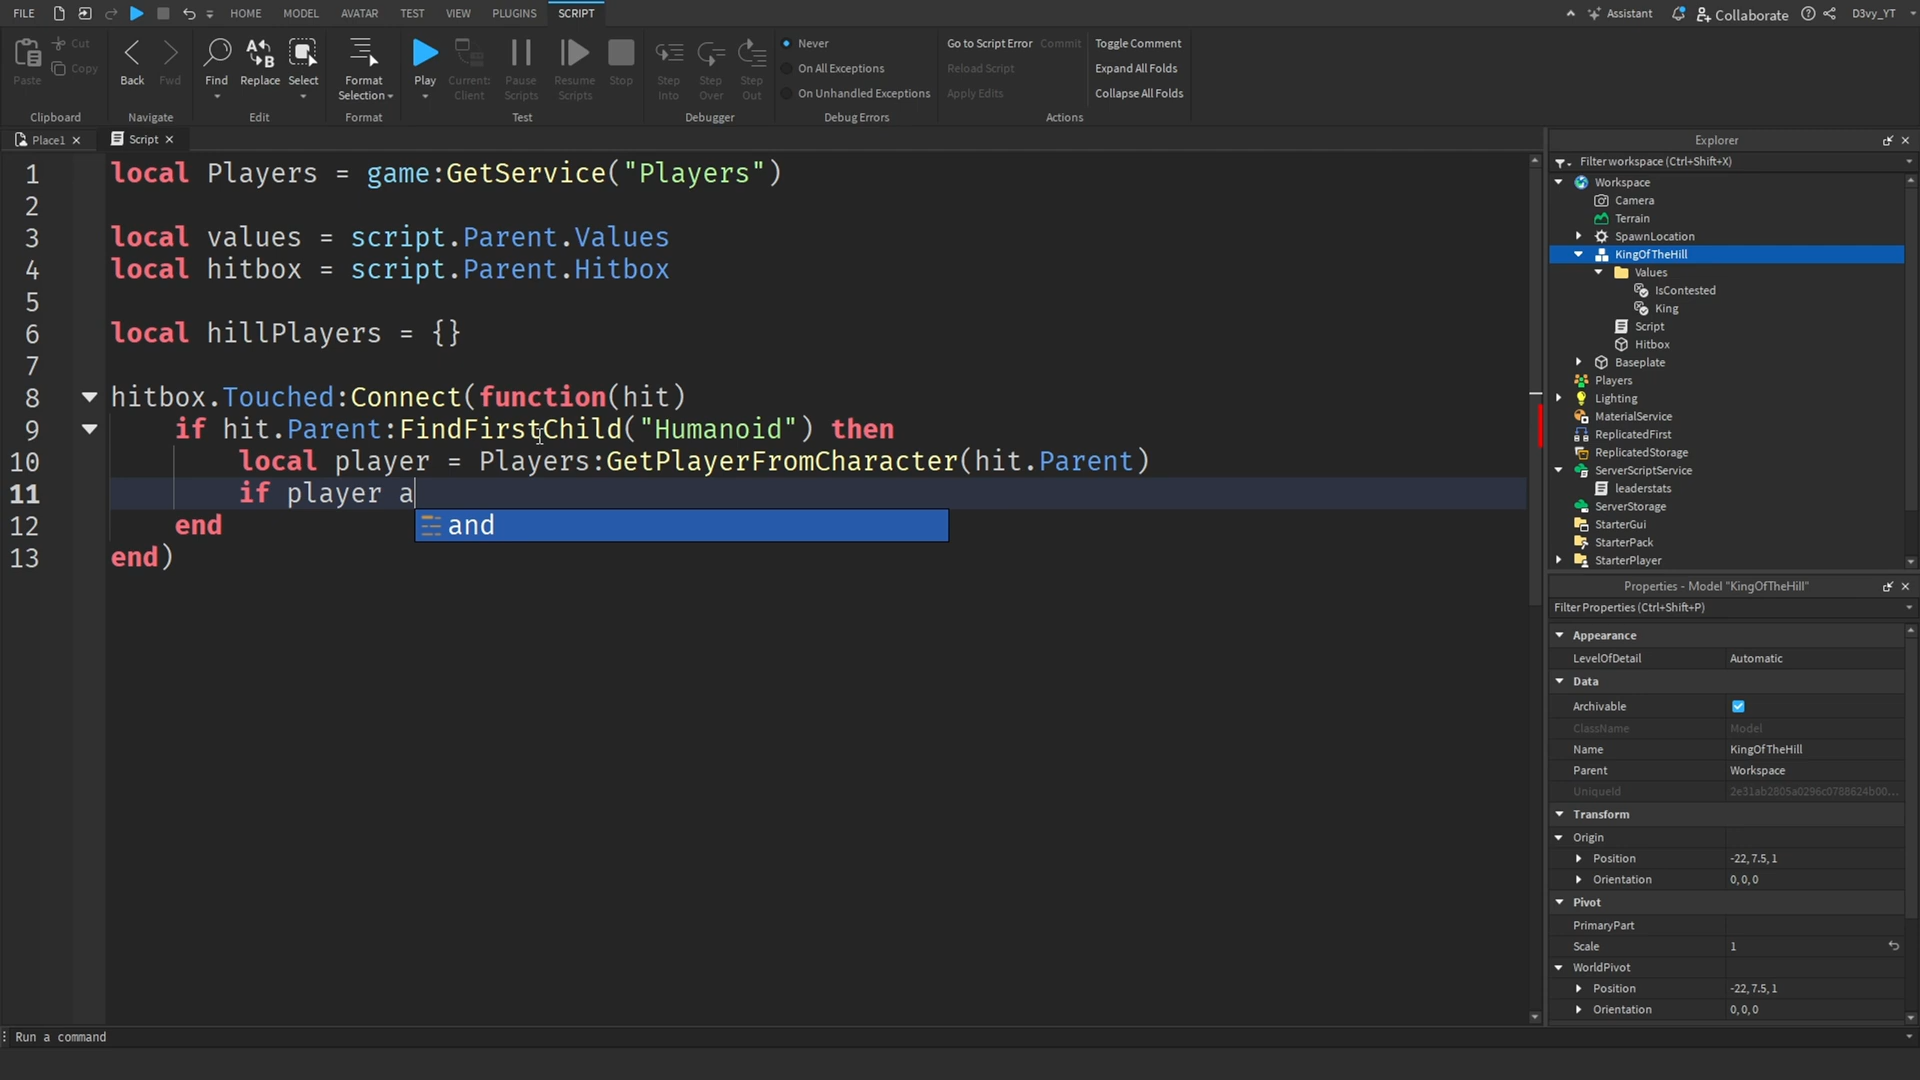 FILE HOME MODEL AVATAR TEST VIEW PLUGINS SCRIPT Assistant Collaborate D3vy_YT
Paste Cut Copy Back Fwd Find Replace Select Format Selection Play Current: Client Pause Scripts Resume Scripts Stop Step Into Step Over Step Out
Never
On All Exceptions
On Unhandled Exceptions
Go to Script Error Commit
Reload Script
Apply Edits
Toggle Comment
Expand All Folds
Collapse All Folds
Clipboard Navigate Edit Format Test Debugger Debug Errors Actions
Place1 Script
1 local Players = game:GetService("Players")
2
3 local values = script.Parent.Values
4 local hitbox = script.Parent.Hitbox
5
6 local hillPlayers = {}
7
8 hitbox.Touched:Connect(function(hit)
9 if hit.Parent:FindFirstChild("Humanoid") then
10 local player = Players:GetPlayerFromCharacter(hit.Parent)
11 if player a
and
12 end
13 end)
Explorer
Filter workspace (Ctrl+Shift+X)
Workspace
Camera
Terrain
SpawnLocation
KingOfTheHill
Values
IsContested
King
Script
Hitbox
Baseplate
Players
Lighting
MaterialService
ReplicatedFirst
ReplicatedStorage
ServerScriptService
leaderstats
ServerStorage
StarterGui
StarterPack
StarterPlayer
Properties - Model "KingOfTheHill"
Filter Properties (Ctrl+Shift+P)
Appearance
LevelOfDetail Automatic
Data
Archivable
ClassName Model
Name KingOfTheHill
Parent Workspace
UniqueId 2e31ab2805a0296c0788624b00...
Transform
Origin
Position -22, 7.5, 1
Orientation 0, 0, 0
Pivot
PrimaryPart
Scale 1
WorldPivot
Position -22, 7.5, 1
Orientation 0, 0, 0
Run a command